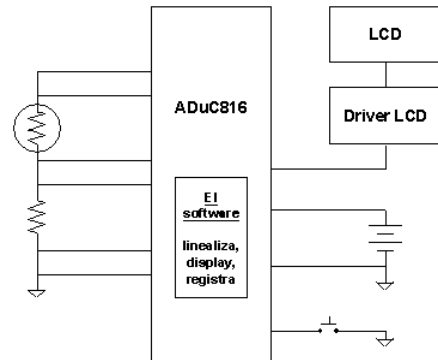 LCD
ADuC816
Driver LCD
El
software
linealiza,
display,
registra